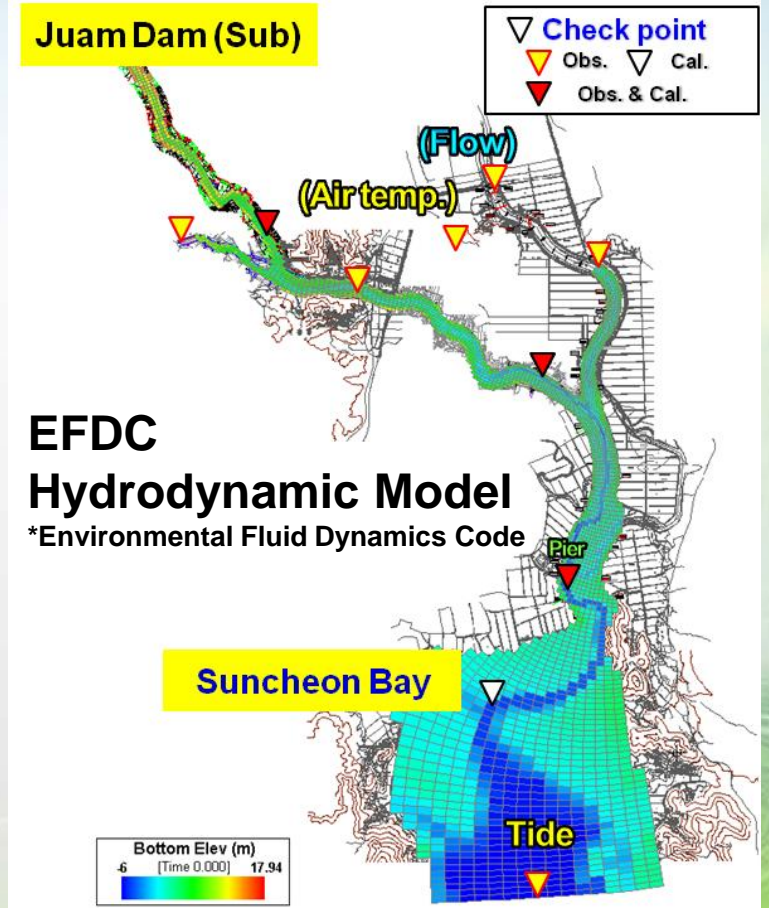 Juam Dam (Sub)
Check point
Obs. Cal.
Obs. & Cal.
(Flow)
(Air temp.)
EFDC
Hydrodynamic Model
*Environmental Fluid Dynamics Code
Pier
Suncheon Bay
Tide
Bottom Elev (m)
-6 [Time 0.000] 17.94